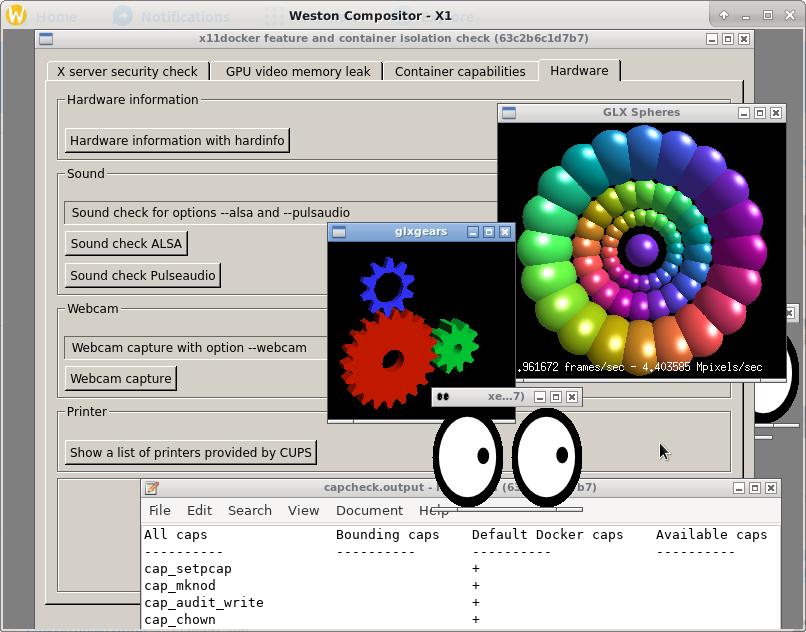 Home
Notifications
Weston Compositor - X1
x11docker feature and container isolation check (63c2b6c1d7b7)
X server security check
GPU video memory leak
Container capabilities
Hardware
Hardware information
Hardware information with hardinfo
GLX Spheres
Sound
Sound check for options --alsa and --pulsaudio
Sound check ALSA
Sound check Pulseaudio
glxgears
Webcam
Webcam capture with option --webcam
Webcam capture
.961672 frames/sec - 4.403585 Mpixels/sec
xe...7)
Printer
Show a list of printers provided by CUPS
capcheck.output -
File Edit Search View Document Help
All caps Bounding caps Default Docker caps Available caps
---------- ---------- ---------- ----------
cap_setpcap +
cap_mknod +
cap_audit_write +
cap_chown +